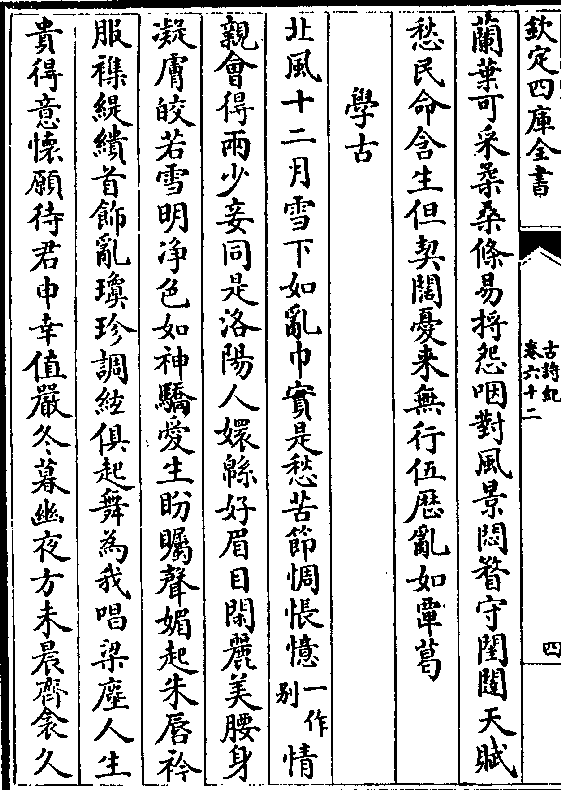 欽定四庫全書
古詩紀
卷六十二
四
蘭葉可采桑桑條易捋怨咽對風景悶瞀守閨闥天賦
愁民命含生但契闊憂来無行伍歷亂如覃葛
學古
北風十二月雪下如亂巾實是愁苦節惆悵憶一作别情
親會得兩少妾同是洛陽人嬛緜好眉目閑麗美腰身
凝膚皎若雪明净色如神驕愛生盼矚聲媚起朱唇衿
服襍緹繢首飾亂瓊珍調絃俱起舞為我唱梁塵人生
貴得意懐願待君申幸值嚴冬暮幽夜方未晨齊衾久